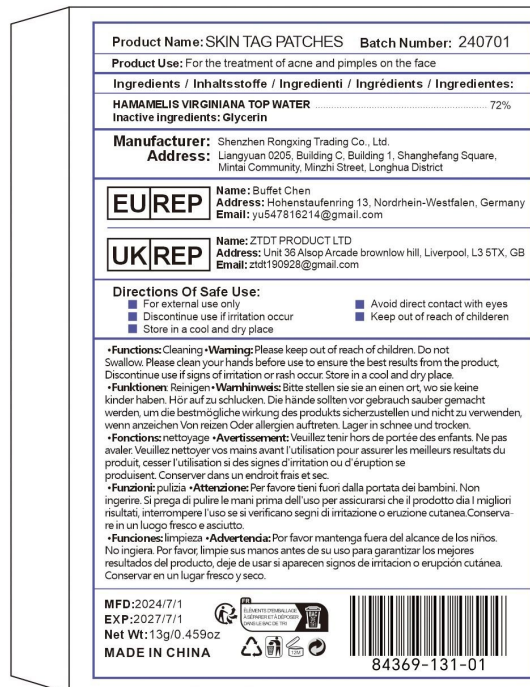 Product Name: SKIN TAG PATCHES Batch Number: 240701
Product Use: For the treatment of acne and pimples on the face
Ingredients / Inhaltsstoffe / Ingredienti / Ingrédients / Ingredientes:
HAMAMELIS VIRGINIANA TOP WATER ........ 72%
Inactive ingredients: Glycerin
Manufacturer: Shenzhen Rongxing Trading Co., Ltd.
Address: Liangyuan 0205, Building C, Building 1, Shanghefang Square,
Mintai Community, Minzhi Street, Longhua District
EU REP
Name: Buffet Chen
Address: Hohenstaufenring 13, Nordrhein-Westfalen, Germany
Email: yu547816214@gmail.com
UK REP
Name: ZTDT PRODUCT LTD
Address: Unit 36 Alsop Arcade brownlow hill, Liverpool, L3 5TX, GB
Email: ztdt190928@gmail.com
Directions Of Safe Use:
■ For external use only
■ Discontinue use if irritation occur
■ Store in a cool and dry place
■ Avoid direct contact with eyes
■ Keep out of reach of childeren
•Functions: Cleaning •Warning: Please keep out of reach of children. Do not
Swallow. Please clean your hands before use to ensure the best results from the product,
Discontinue use if signs of irritation or rash occur. Store in a cool and dry place.
•Funktionen: Reinigen •Warnhinweis: Bitte stellen sie sie an einen ort, wo sie keine
kinder haben. Hör auf zu schlucken. Die hände sollten vor gebrauch sauber gemacht
werden, um die bestmögliche wirkung des produkts sicherzustellen und nicht zu verwenden,
wenn anzeichen Von reizen Oder allergien auftreten. Lager in schnee und trocken.
•Fonctions: nettoyage •Avertissement: Veuillez tenir hors de portée des enfants. Ne pas
avaler. Veuillez nettoyer vos mains avant l'utilisation pour assurer les meilleurs resultats du
produit, cesser l'utilisation si des signes d'irritation ou d'éruption se
produisent. Conserver dans un endroit frais et sec.
•Funzioni: pulizia •Attenzione: Per favore tieni fuori dalla portata dei bambini. Non
ingerire. Si prega di pulire le mani prima dell'uso per assicurarsi che il prodotto dia I migliori
risultati, interrompere l'uso se si verificano segni di irritazione o eruzione cutanea.Conserva-
re in un luogo fresco e asciutto.
•Funciones: limpieza •Advertencia: Por favor mantenga fuera del alcance de los niños.
No ingiera. Por favor, limpie sus manos antes de su uso para garantizar los mejores
resultados del producto, deje de usar si aparecen signos de irritacion o erupción cutánea.
Conservar en un lugar fresco y seco.
MFD:2024/7/1
EXP:2027/7/1
Net Wt:13g/0.459oz
MADE IN CHINA
FR
ÉLÉMENTS D'EMBALLAGE
À SÉPARER ET À DÉPOSER
DANS LE BAC DE TRI
12M
84369-131-01